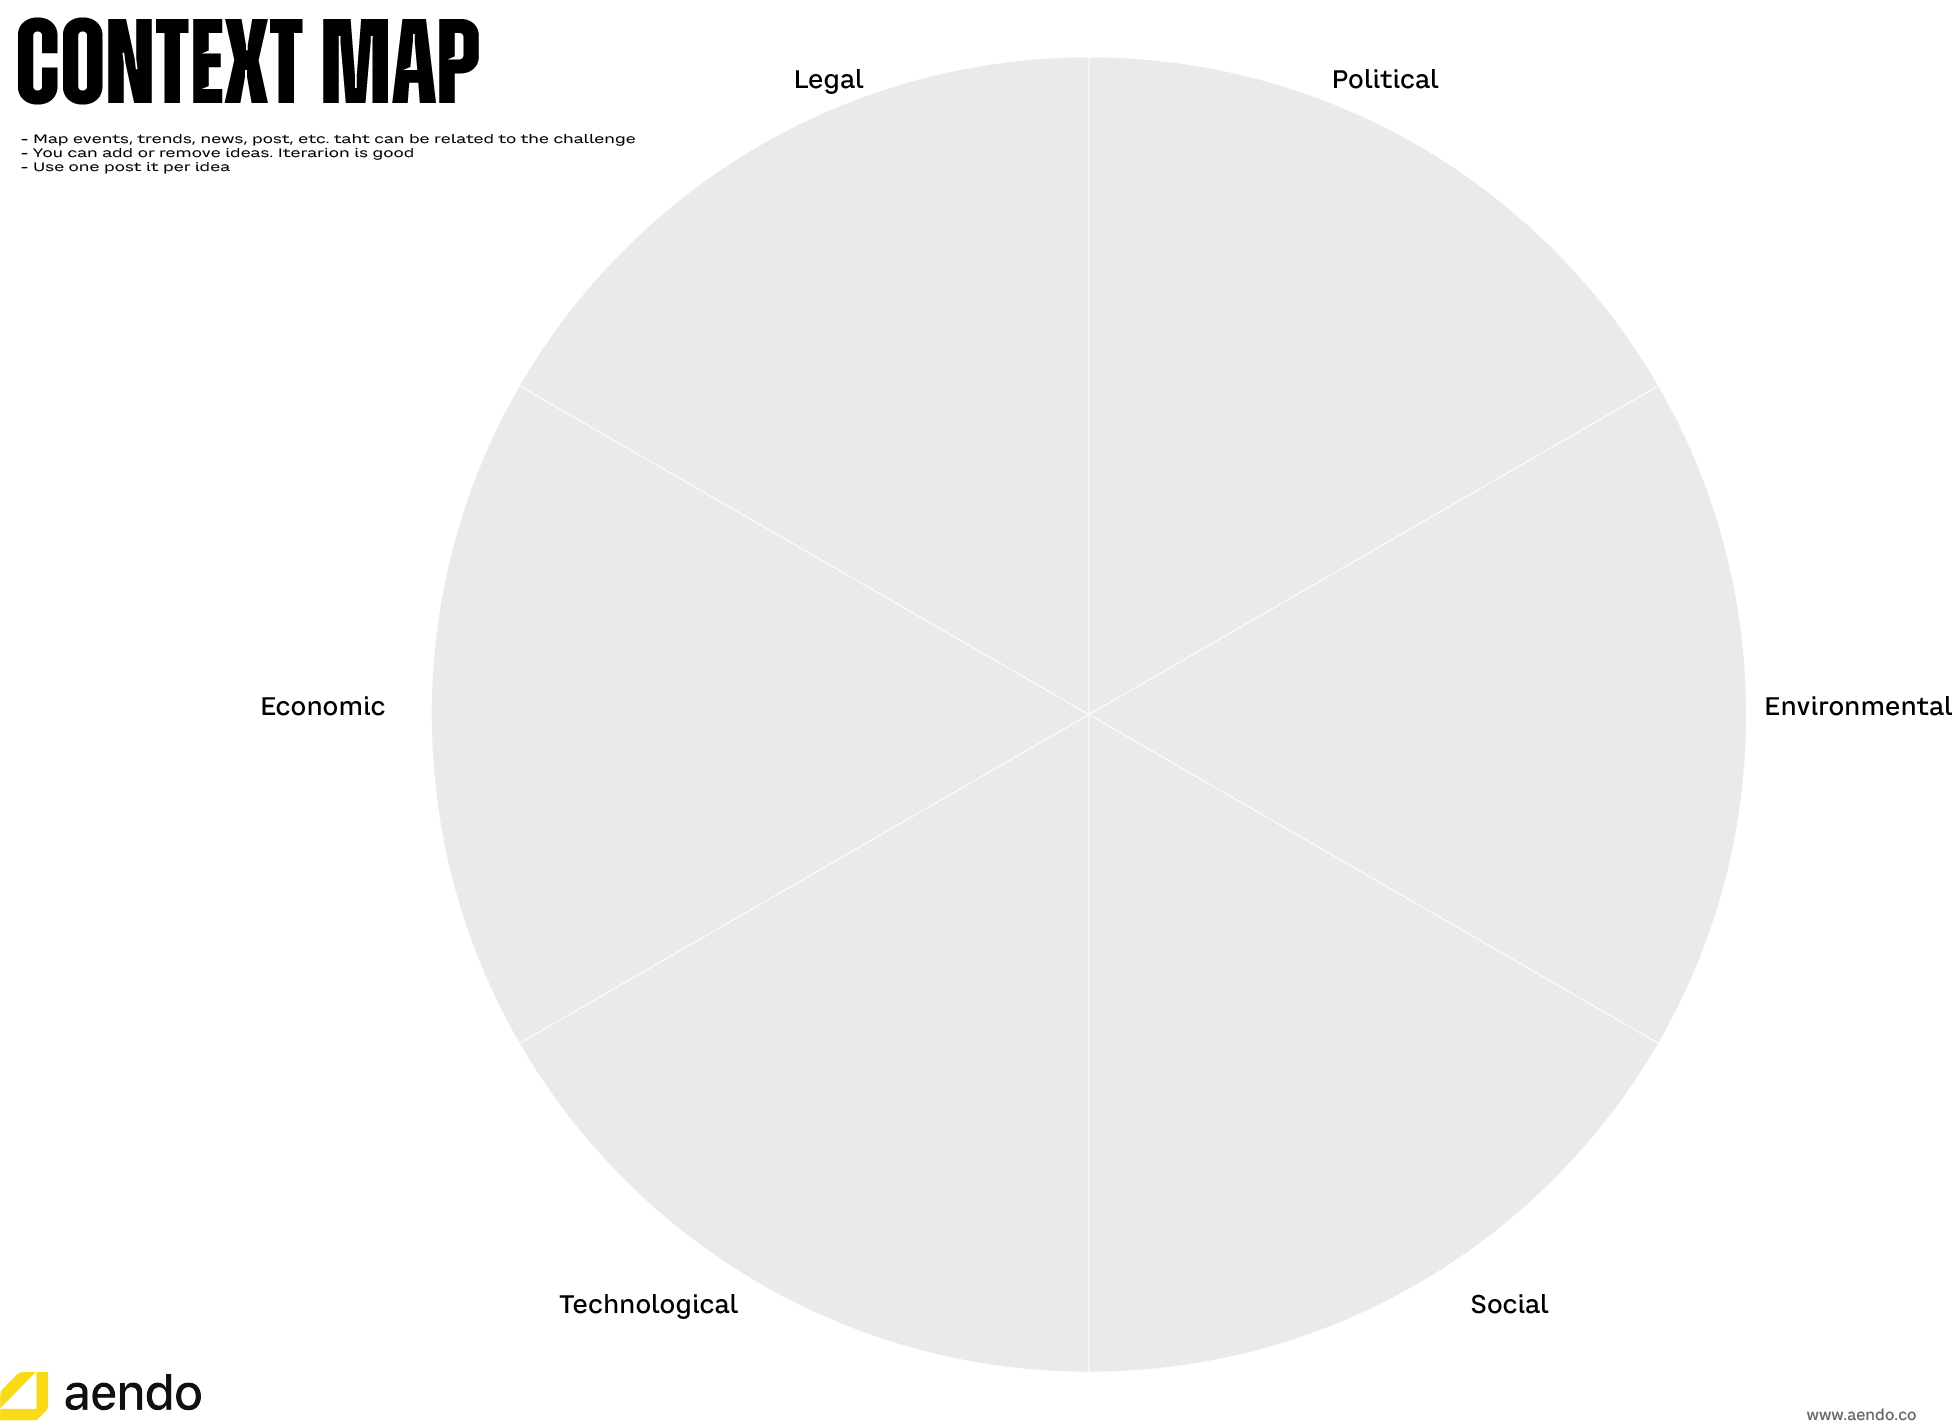 CONTEXT MAP
- Map events, trends, news, post, etc. taht can be related to the challenge
- You can add or remove ideas. Iterarion is good
- Use one post it per idea
Legal
Political
Economic
Environmental
Technological
Social
aendo
www.aendo.co